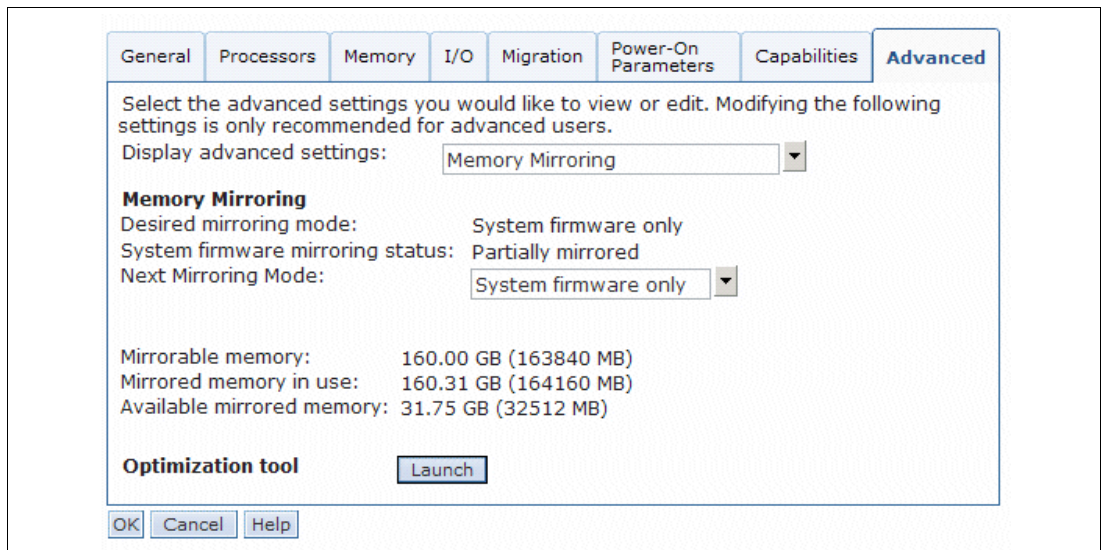 General Processors Memory I/O Migration Power-On Parameters Capabilities Advanced
Select the advanced settings you would like to view or edit. Modifying the following
settings is only recommended for advanced users.
Display advanced settings: Memory Mirroring
Memory Mirroring
Desired mirroring mode: System firmware only
System firmware mirroring status: Partially mirrored
Next Mirroring Mode: System firmware only
Mirrorable memory: 160.00 GB (163840 MB)
Mirrored memory in use: 160.31 GB (164160 MB)
Available mirrored memory: 31.75 GB (32512 MB)
Optimization tool Launch
OK Cancel Help